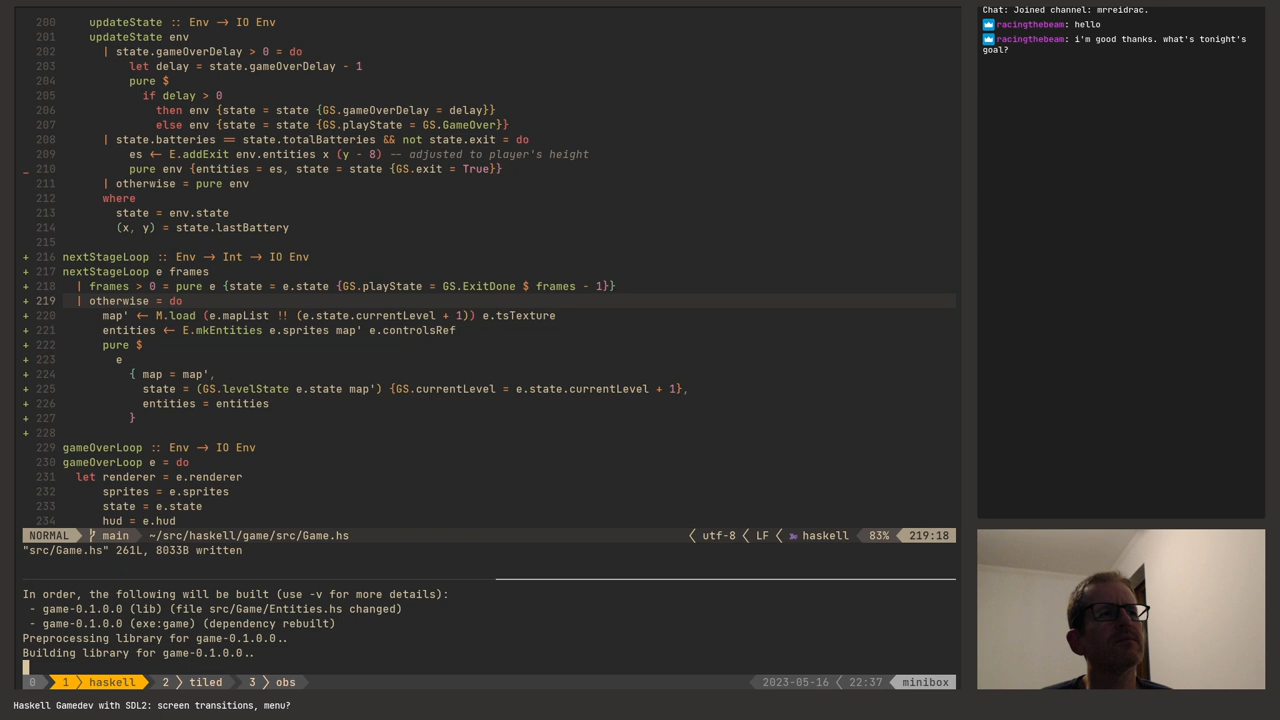 200 updateState :: Env -> IO Env
201 updateState env
202 | state.gameOverDelay > 0 = do
203 let delay = state.gameOverDelay - 1
204 pure $
205 if delay > 0
206 then env {state = state {GS.gameOverDelay = delay}}
207 else env {state = state {GS.playState = GS.GameOver}}
208 | state.batteries == state.totalBatteries && not state.exit = do
209 es <- E.addExit env.entities x (y - 8) -- adjusted to player's height
_ 210 pure env {entities = es, state = state {GS.exit = True}}
211 | otherwise = pure env
212 where
213 state = env.state
214 (x, y) = state.lastBattery
215
+ 216 nextStageLoop :: Env -> Int -> IO Env
+ 217 nextStageLoop e frames
+ 218 | frames > 0 = pure e {state = e.state {GS.playState = GS.ExitDone $ frames - 1}}
+ 219 | otherwise = do
+ 220 map' <- M.load (e.mapList !! (e.state.currentLevel + 1)) e.tsTexture
+ 221 entities <- E.mkEntities e.sprites map' e.controlsRef
+ 222 pure $
+ 223 e
+ 224 { map = map',
+ 225 state = (GS.levelState e.state map') {GS.currentLevel = e.state.currentLevel + 1},
+ 226 entities = entities
+ 227 }
+ 228
229 gameOverLoop :: Env -> IO Env
230 gameOverLoop e = do
231 let renderer = e.renderer
232 sprites = e.sprites
233 state = e.state
234 hud = e.hud
NORMAL main ~/src/haskell/game/src/Game.hs utf-8 LF haskell 83% 219:18
"src/Game.hs" 261L, 8033B written
In order, the following will be built (use -v for more details):
- game-0.1.0.0 (lib) (file src/Game/Entities.hs changed)
- game-0.1.0.0 (exe:game) (dependency rebuilt)
Preprocessing library for game-0.1.0.0..
Building library for game-0.1.0.0..
0 1 haskell 2 tiled 3 obs 2023-05-16 22:37 minibox
Haskell Gamedev with SDL2: screen transitions, menu?
Chat: Joined channel: mrreidrac.
racingthebeam: hello
racingthebeam: i'm good thanks. what's tonight's
goal?